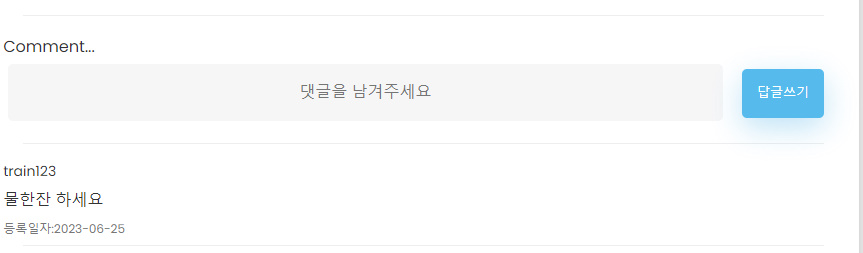 Comment...
댓글을 남겨주세요
답글쓰기
train123
물한잔 하세요
등록일자:2023-06-25